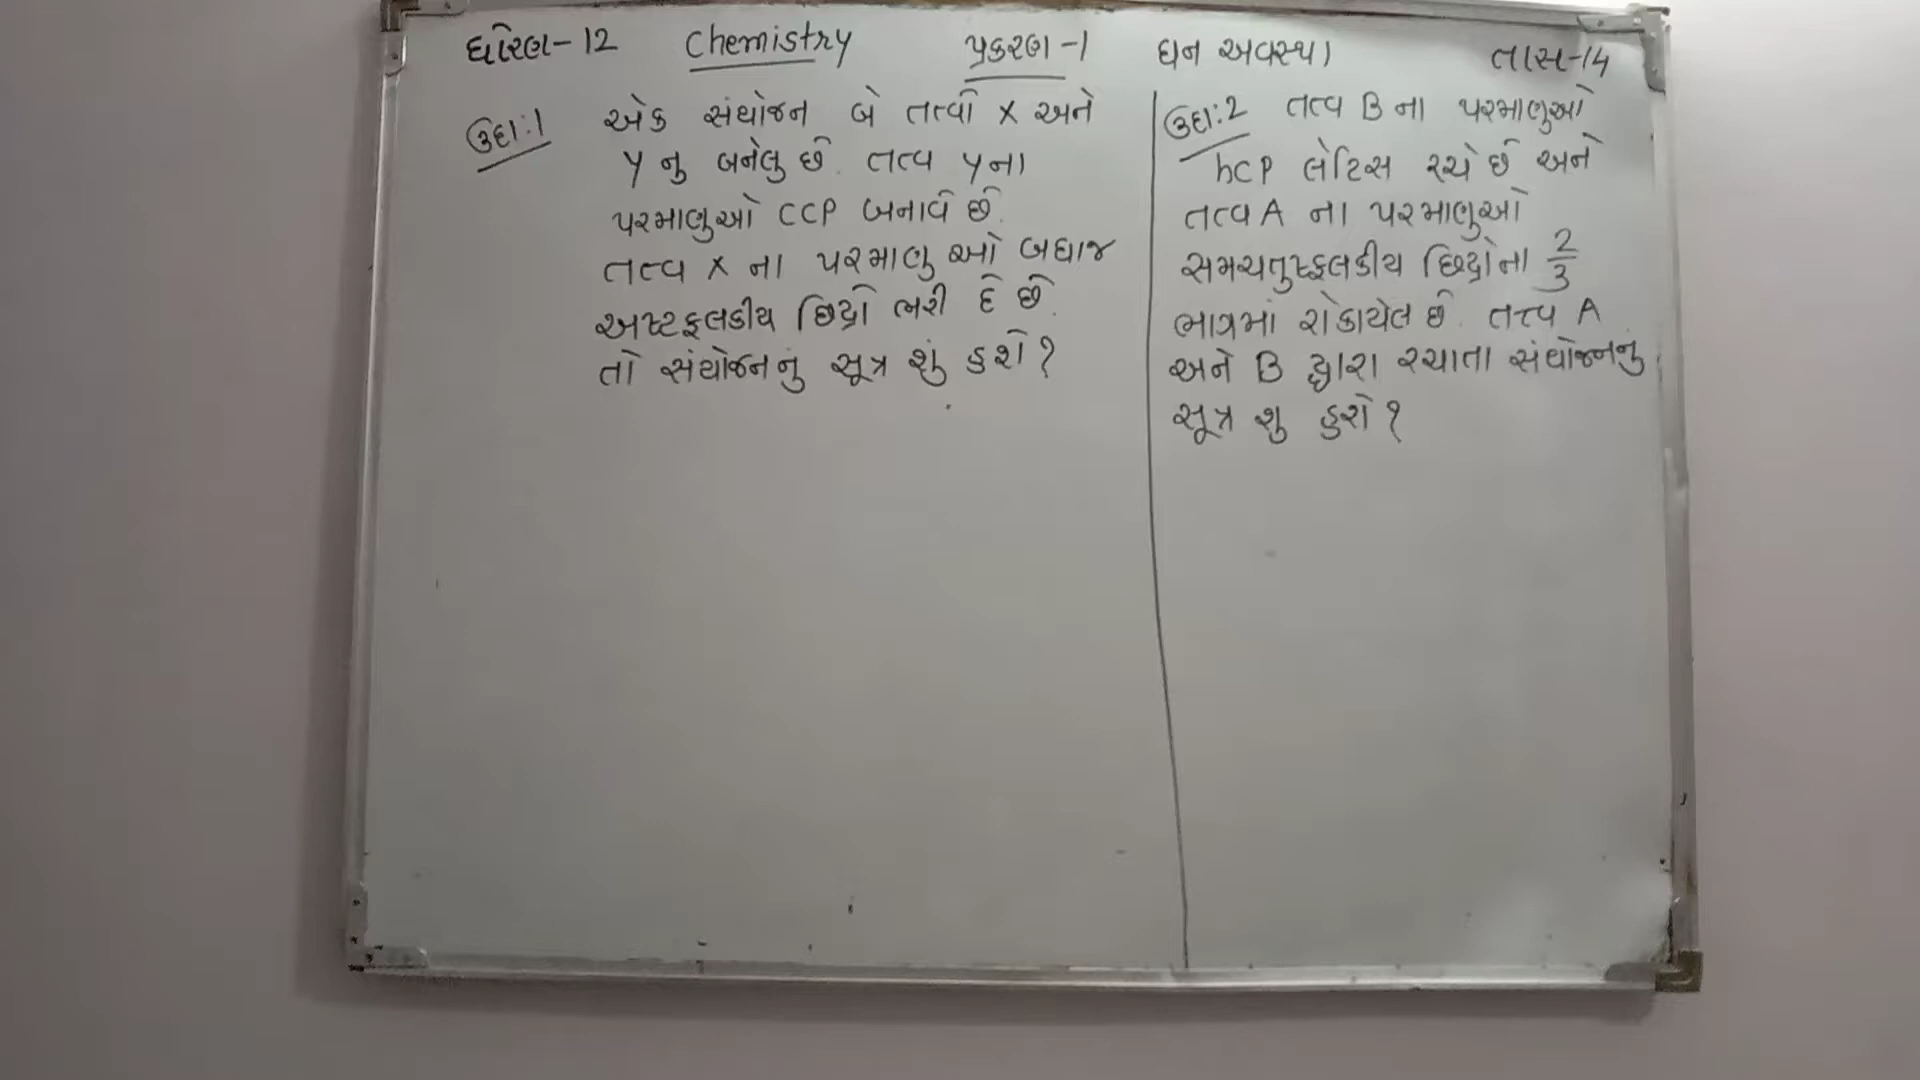 ધોરણ-12 Chemistry પ્રકરણ-1 ઘન અવસ્થા તાસ-14
ઉદા:1 એક સંયોજન બે તત્વો X અને
Y નુ બનેલુ છે. તત્વ Y ના
પરમાણુઓ CCP બનાવે છે.
તત્વ X ના પરમાણુઓ બધાજ
અષ્ટફલકીય છિદ્રો ભરી દે છે.
તો સંયોજનનું સૂત્ર શું હશે?
ઉદા:2 તત્વ B ના પરમાણુઓ
hCP લેટિસ રચે છે અને
તત્વ A ના પરમાણુઓ
સમચતુષ્ફલકીય છિદ્રોના 2/3
ભાગમાં રોકાયેલ છે. તત્વ A
અને B દ્વારા રચાતા સંયોજનનુ
સૂત્ર શુ હશે?